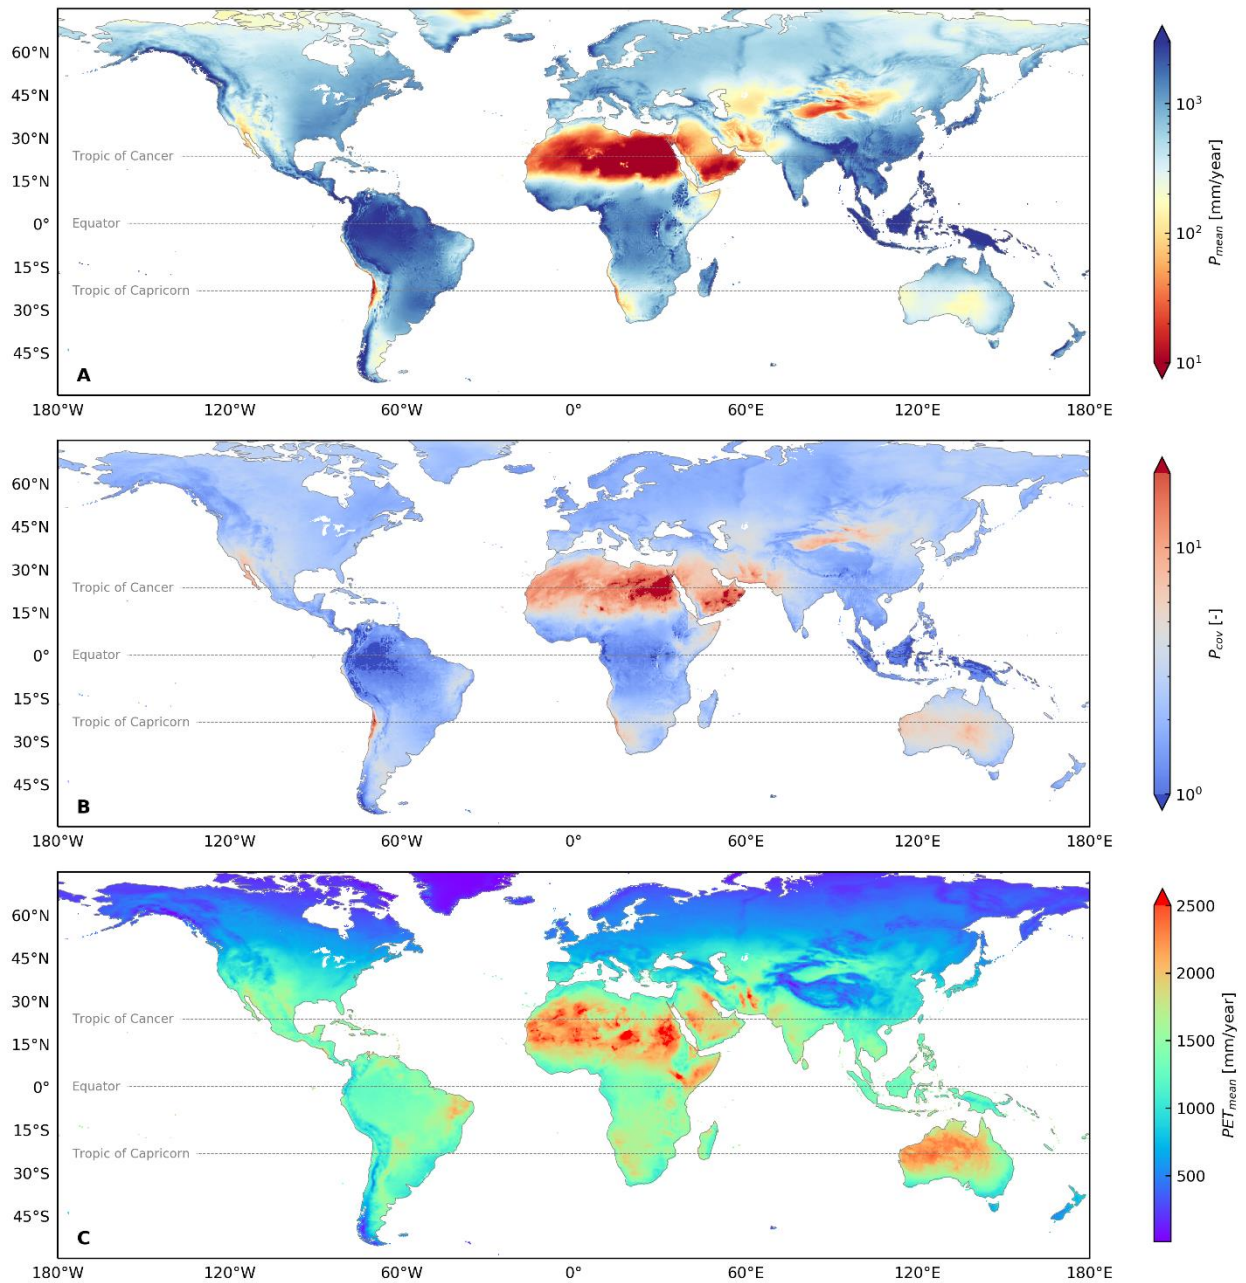 60°N
45°N
30°N
Tropic of Cancer
15°N
Equator
0°
15°S
Tropic of Capricorn
30°S
45°S
A
180°W 120°W 60°W 0° 60°E 120°E 180°E
10³
10²
10¹
P_mean [mm/year]
60°N
45°N
30°N
Tropic of Cancer
15°N
Equator
0°
15°S
Tropic of Capricorn
30°S
45°S
B
180°W 120°W 60°W 0° 60°E 120°E 180°E
10¹
10⁰
P_cov [-]
60°N
45°N
30°N
Tropic of Cancer
15°N
Equator
0°
15°S
Tropic of Capricorn
30°S
45°S
C
180°W 120°W 60°W 0° 60°E 120°E 180°E
2500
2000
1500
1000
500
PET_mean [mm/year]